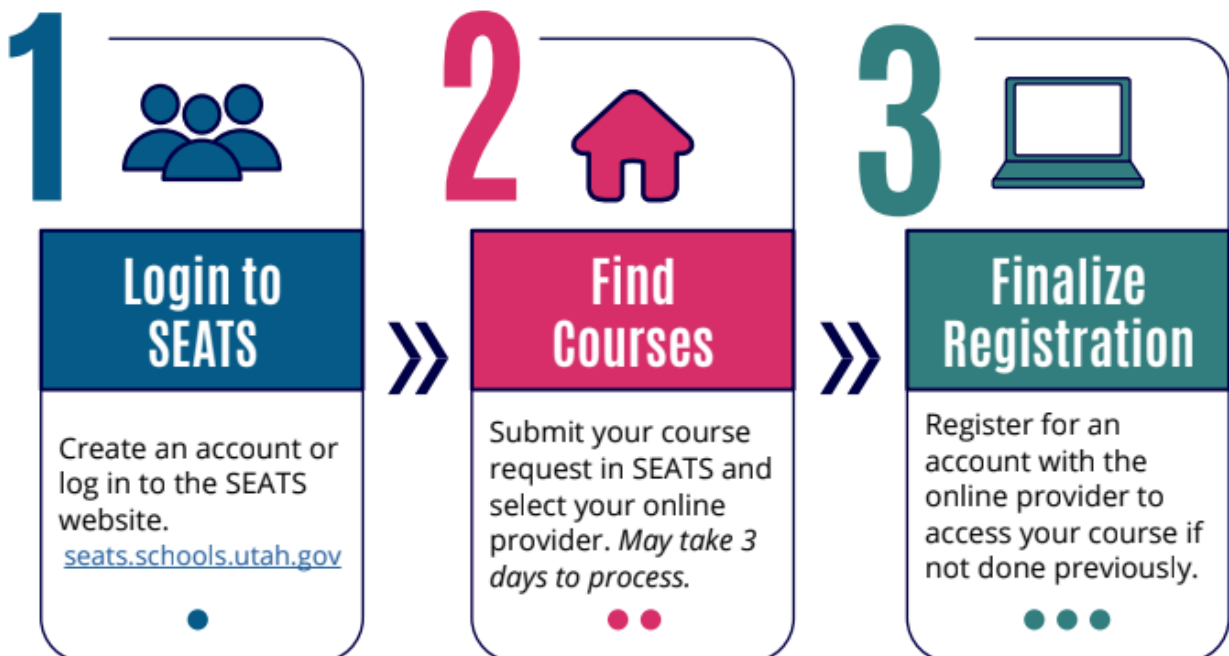 1
Login to
SEATS
Create an account or
log in to the SEATS
website.
seats.schools.utah.gov
2
Find
Courses
Submit your course
request in SEATS and
select your online
provider. May take 3
days to process.
3
Finalize
Registration
Register for an
account with the
online provider to
access your course if
not done previously.